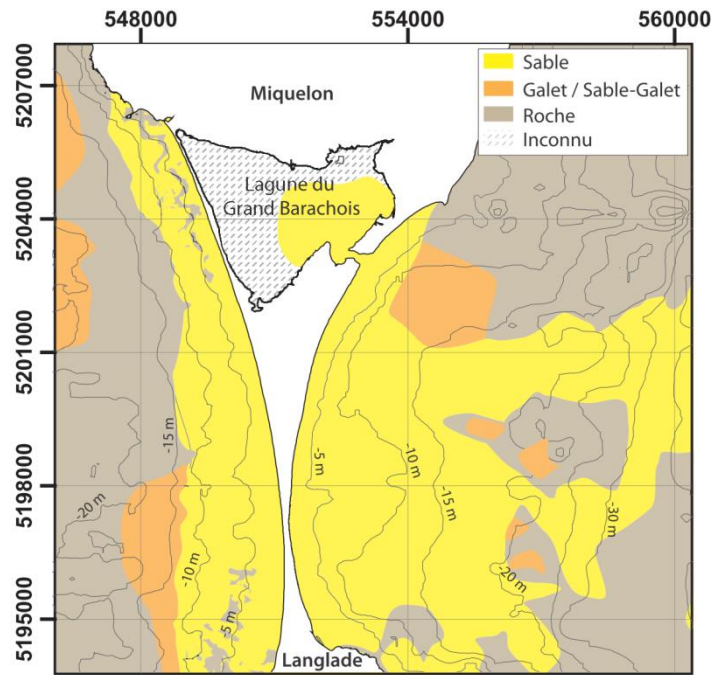 548000
554000
560000
5207000
5204000
5201000
5198000
5195000
Sable
Galet / Sable-Galet
Roche
Inconnu
Miquelon
Lagune du
Grand Barachois
-15 m
-20 m
-10 m
-5 m
-5 m
-10 m
-15 m
-20 m
-30 m
Langlade